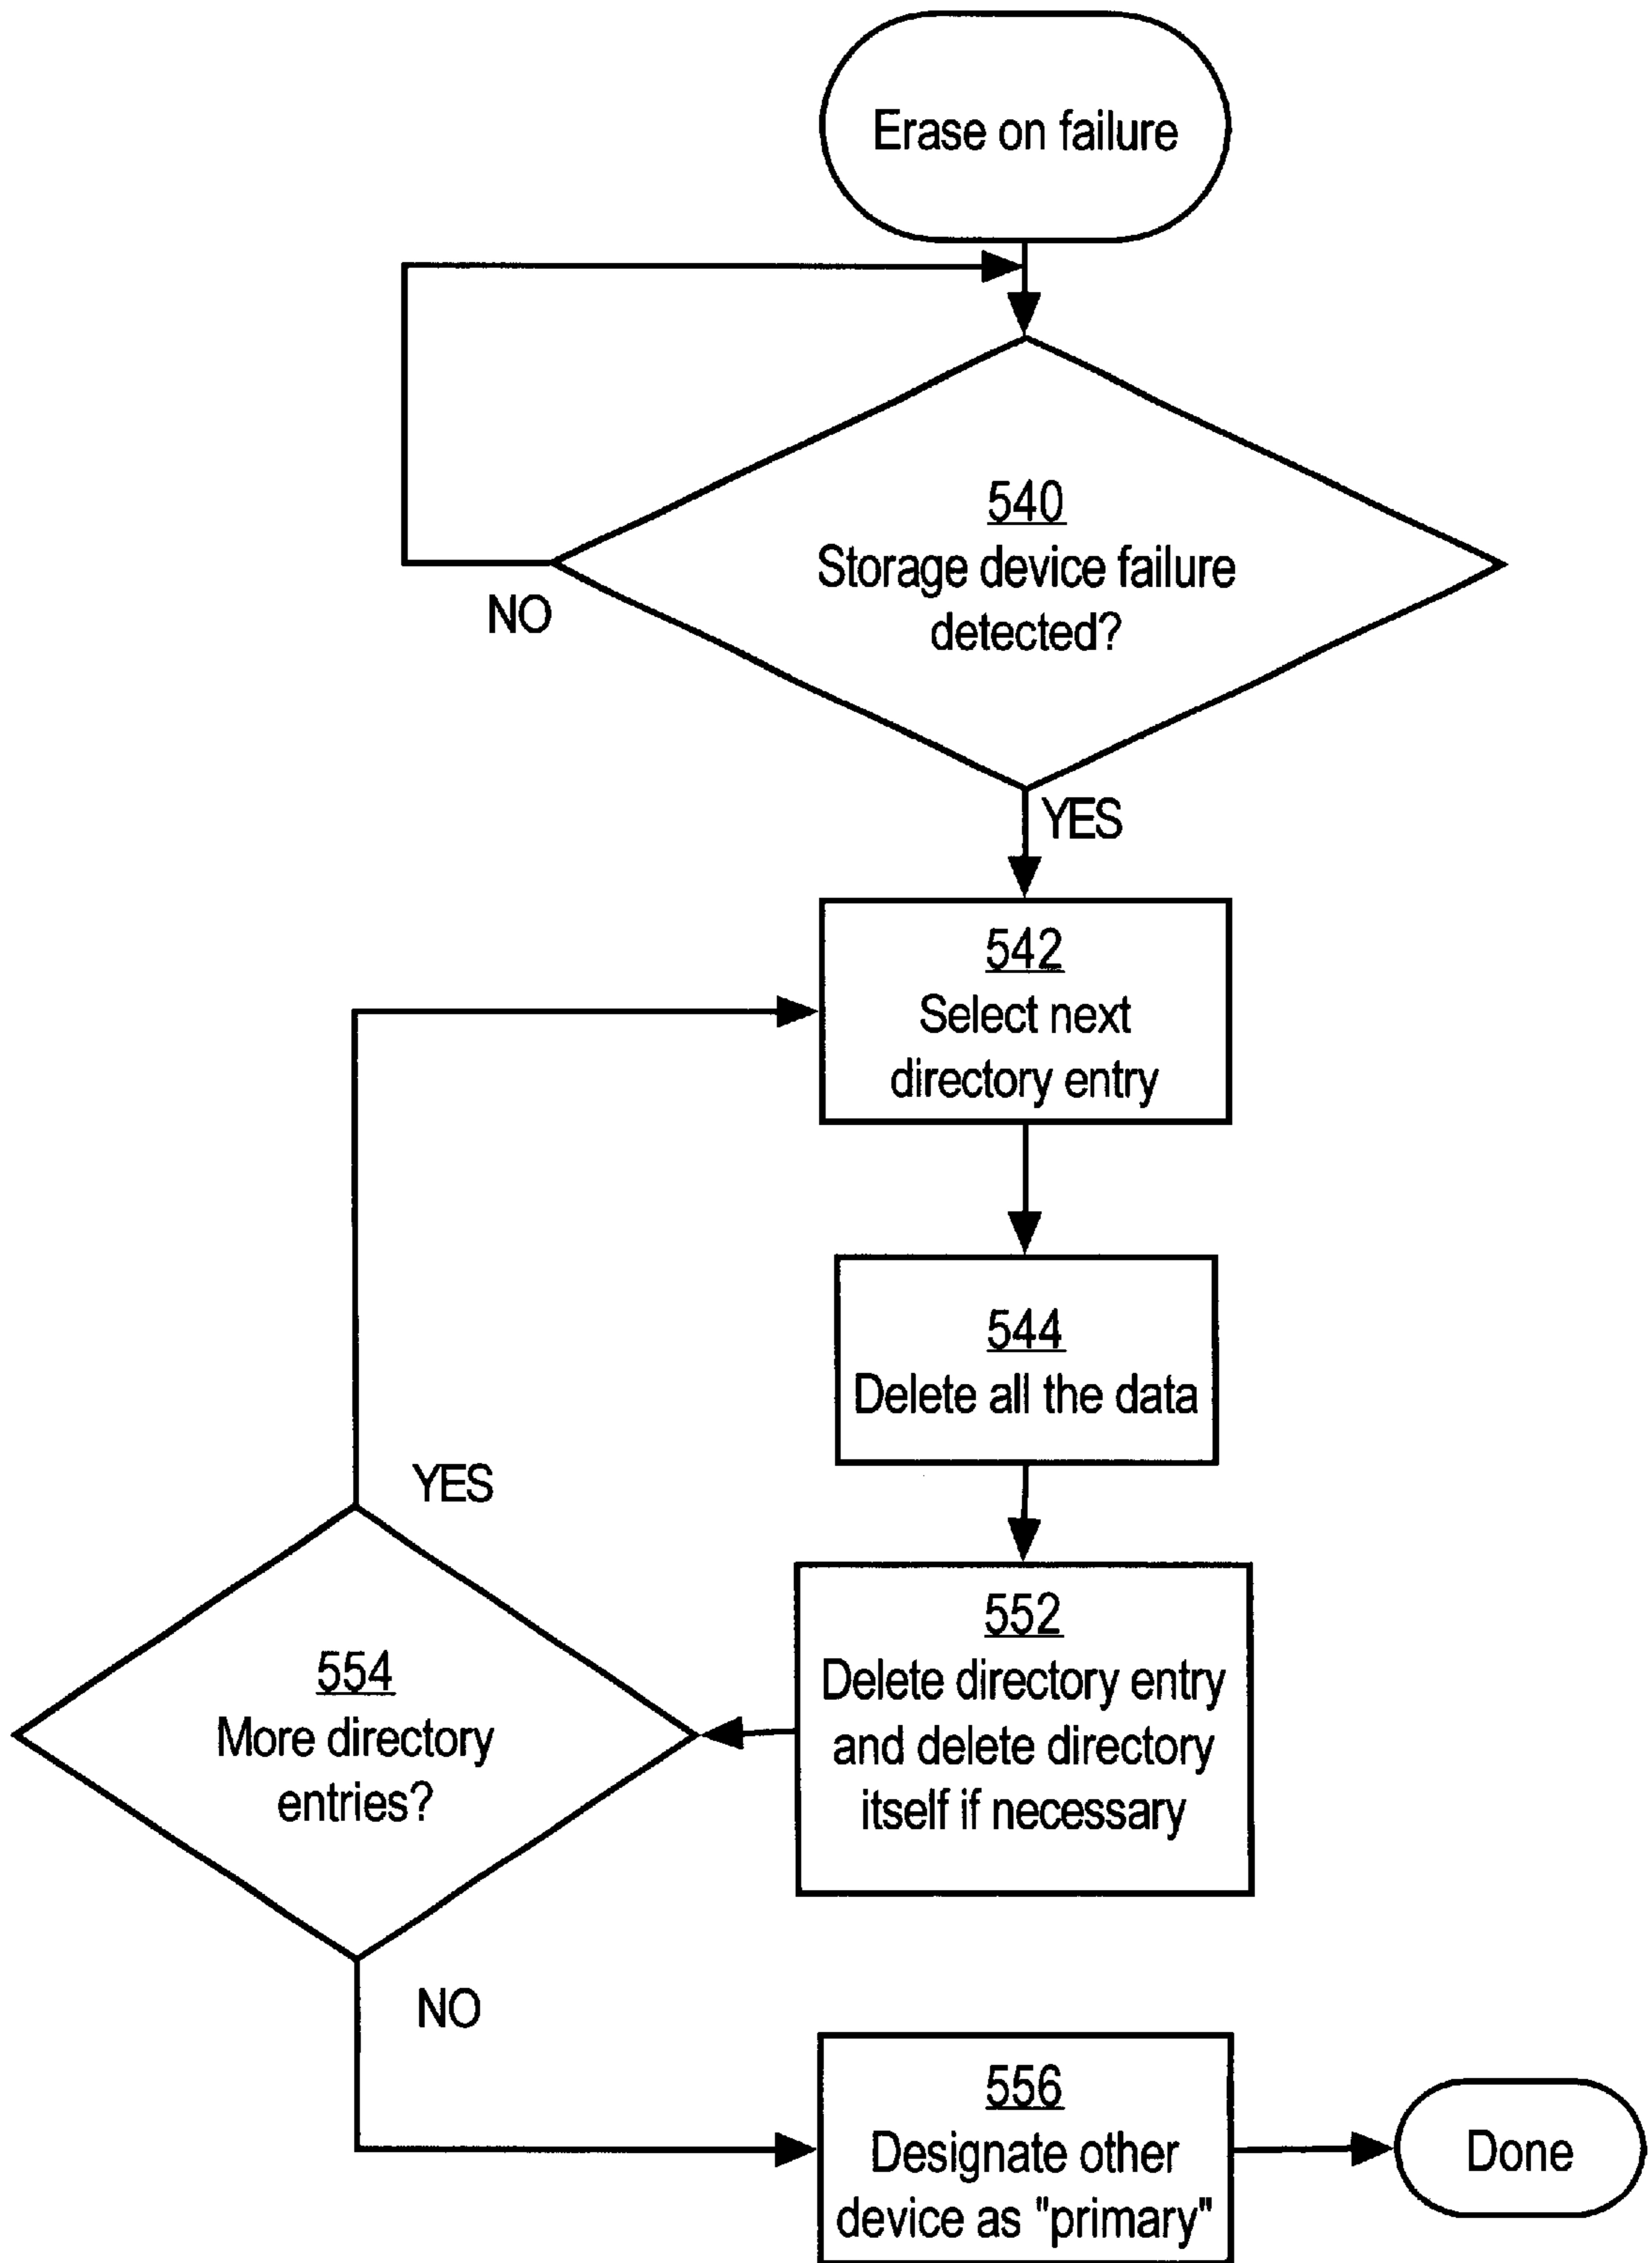 Erase on failure
540
Storage device failure
detected?
NO
YES
542
Select next
directory entry
544
Delete all the data
YES
552
Delete directory entry
and delete directory
itself if necessary
554
More directory
entries?
NO
556
Designate other
device as "primary"
Done